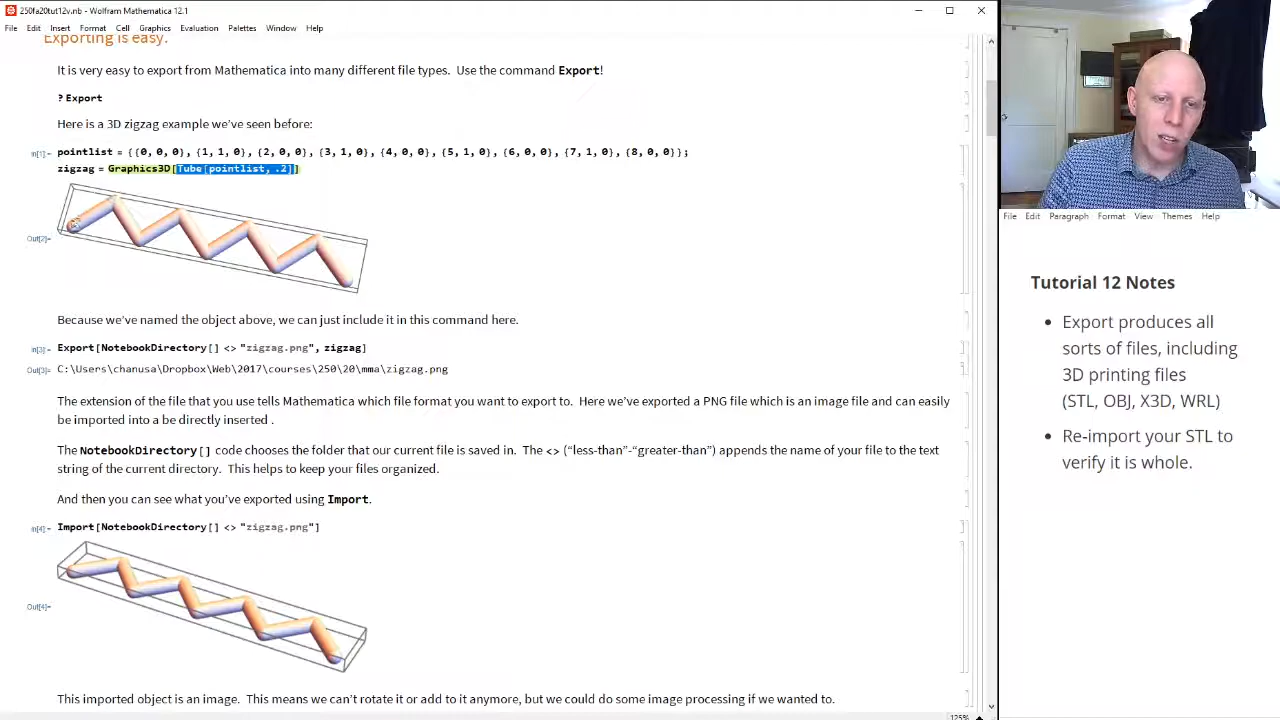 250fa20tut12v.nb - Wolfram Mathematica 12.1
File Edit Insert Format Cell Graphics Evaluation Palettes Window Help
Exporting is easy.
It is very easy to export from Mathematica into many different file types. Use the command Export!
? Export
Here is a 3D zigzag example we've seen before:
In[1]= pointlist = {{0, 0, 0}, {1, 1, 0}, {2, 0, 0}, {3, 1, 0}, {4, 0, 0}, {5, 1, 0}, {6, 0, 0}, {7, 1, 0}, {8, 0, 0}};
zigzag = Graphics3D[Tube[pointlist, .2]]
Out[2]=
Because we've named the object above, we can just include it in this command here.
In[3]= Export[NotebookDirectory[] <> "zigzag.png", zigzag]
Out[3]= C:\Users\chanusa\Dropbox\Web\2017\courses\250\20\mma\zigzag.png
The extension of the file that you use tells Mathematica which file format you want to export to. Here we've exported a PNG file which is an image file and can easily
be imported into a be directly inserted .
The NotebookDirectory[] code chooses the folder that our current file is saved in. The <> ("less-than"-"greater-than") appends the name of your file to the text
string of the current directory. This helps to keep your files organized.
And then you can see what you've exported using Import.
In[4]= Import[NotebookDirectory[] <> "zigzag.png"]
Out[4]=
This imported object is an image. This means we can't rotate it or add to it anymore, but we could do some image processing if we wanted to.
125%
File Edit Paragraph Format View Themes Help
Tutorial 12 Notes
• Export produces all
sorts of files, including
3D printing files
(STL, OBJ, X3D, WRL)
• Re-import your STL to
verify it is whole.